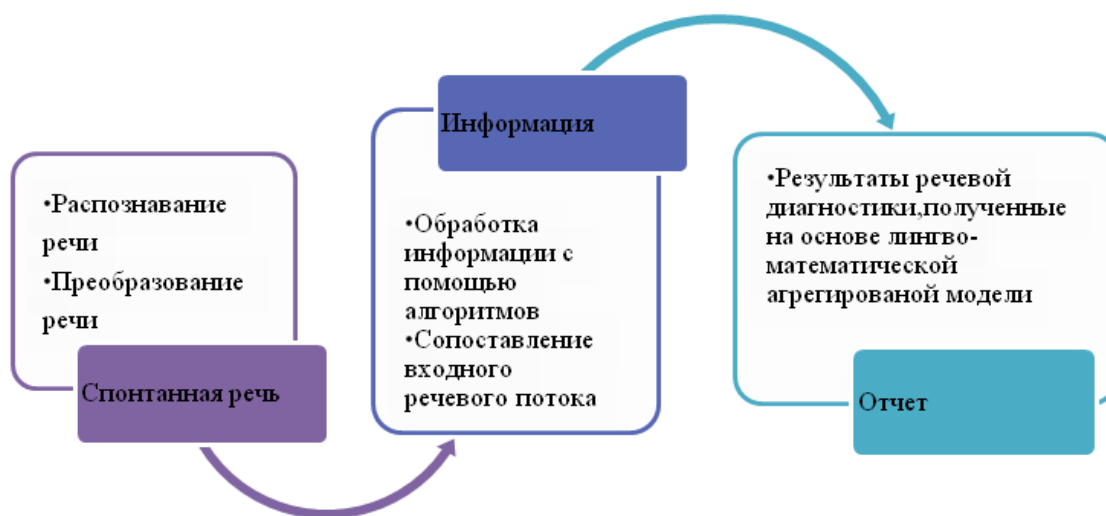 •Распознавание
речи
•Преобразование
речи
Спонтанная речь
Информация
•Обработка
информации с
помощью
алгоритмов
•Сопоставление
входного
речевого потока
•Результаты речевой
диагностики,полученные
на основе лингво-
математической
агрегированой модели
Отчет